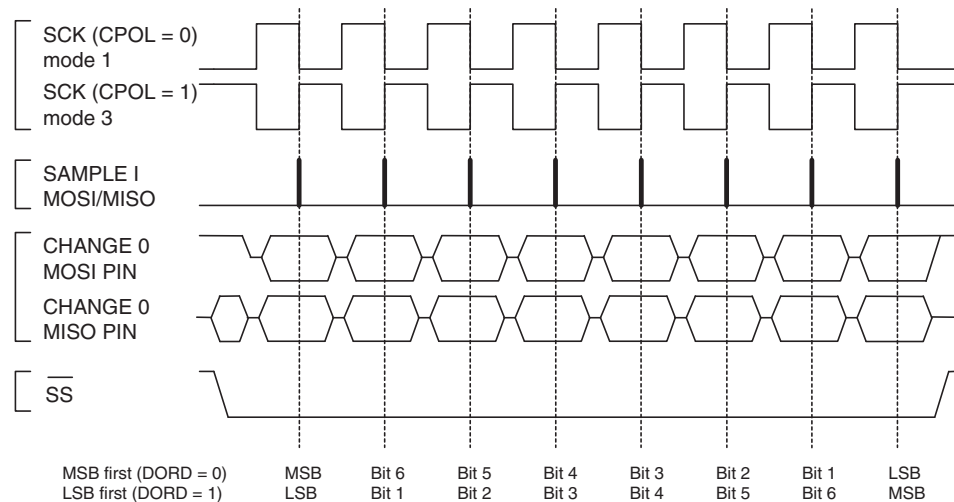 SCK (CPOL = 0)
mode 1
SCK (CPOL = 1)
mode 3
SAMPLE I
MOSI/MISO
CHANGE 0
MOSI PIN
CHANGE 0
MISO PIN
SS
MSB first (DORD = 0) MSB Bit 6 Bit 5 Bit 4 Bit 3 Bit 2 Bit 1 LSB
LSB first (DORD = 1) LSB Bit 1 Bit 2 Bit 3 Bit 4 Bit 5 Bit 6 MSB